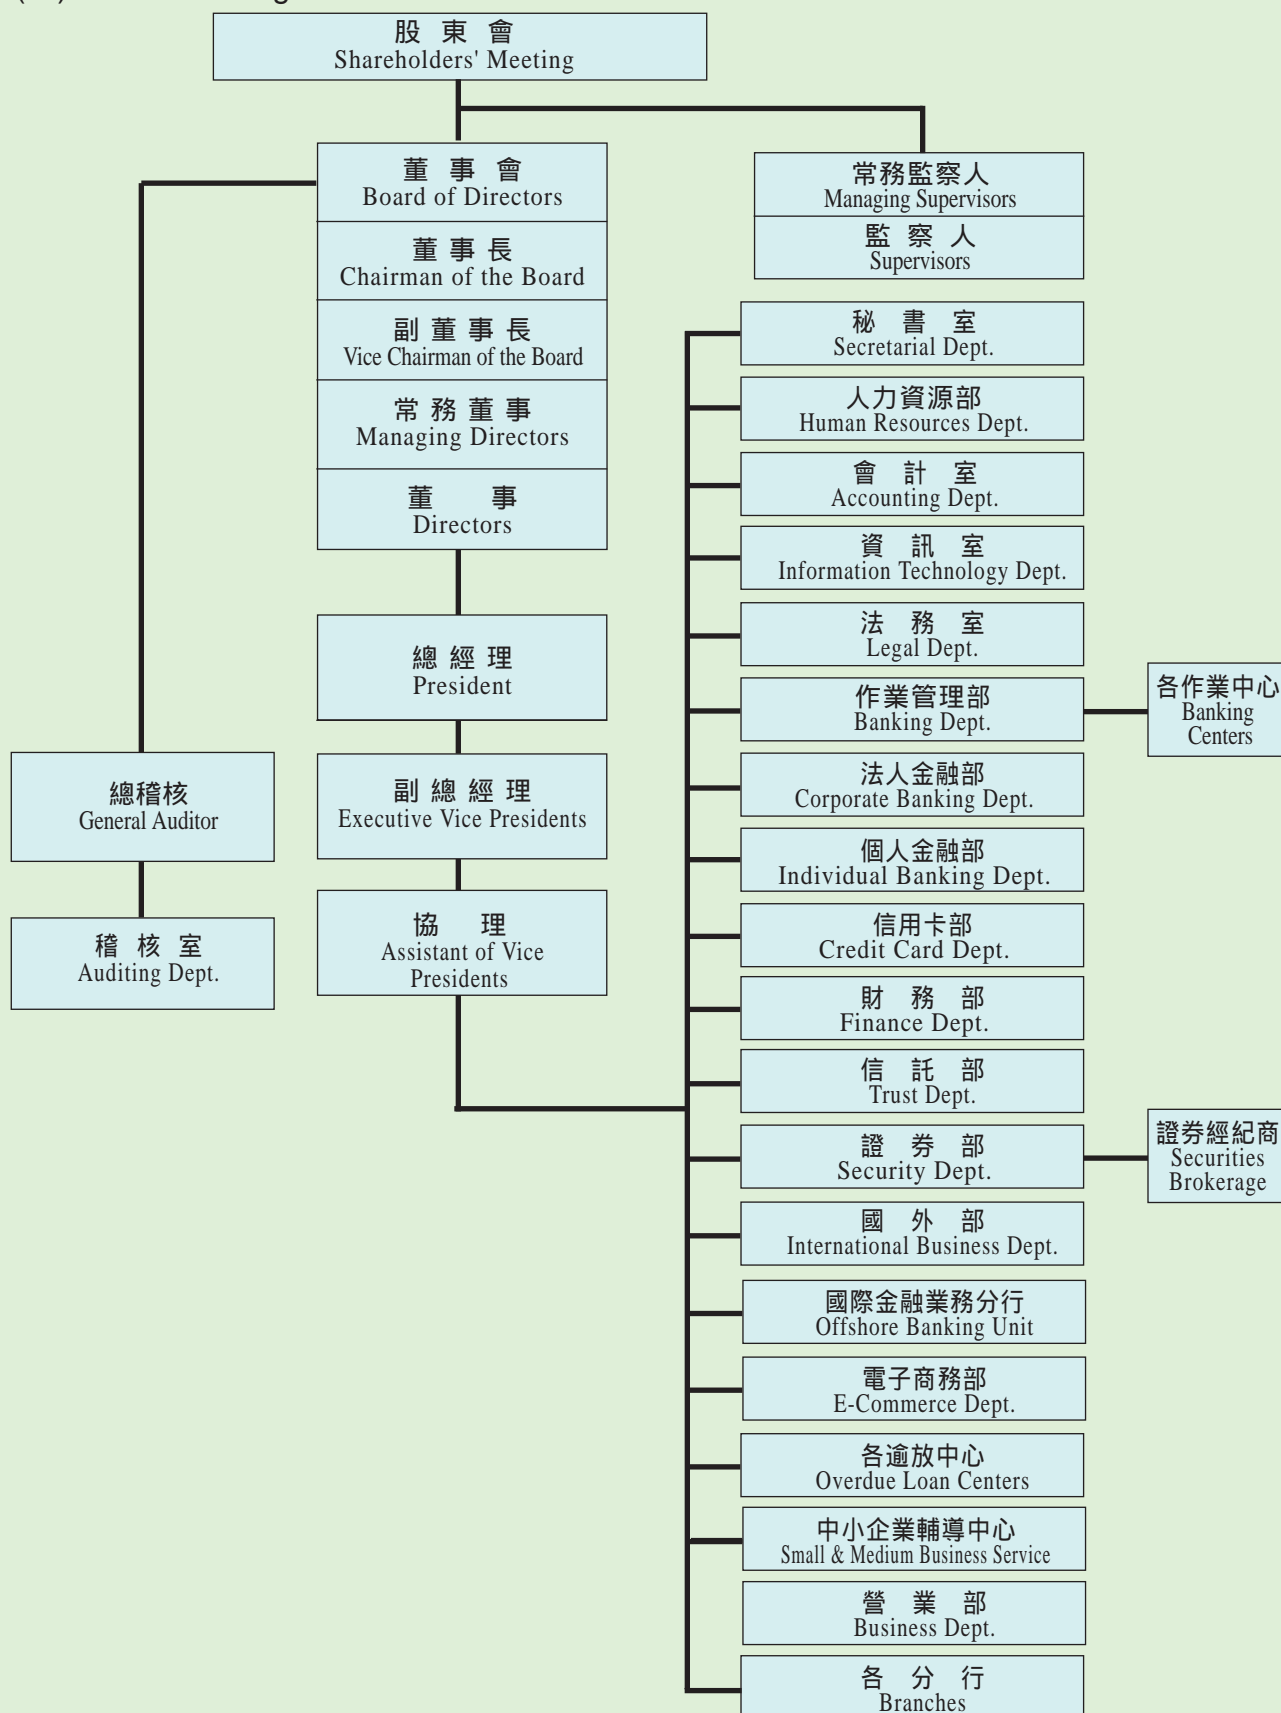 股東會
Shareholders' Meeting
董事會
Board of Directors
董事長
Chairman of the Board
副董事長
Vice Chairman of the Board
常務董事
Managing Directors
董事
Directors
常務監察人
Managing Supervisors
監察人
Supervisors
總經理
President
副總經理
Executive Vice Presidents
協理
Assistant of Vice
Presidents
總稽核
General Auditor
稽核室
Auditing Dept.
秘書室
Secretarial Dept.
人力資源部
Human Resources Dept.
會計室
Accounting Dept.
資訊室
Information Technology Dept.
法務室
Legal Dept.
作業管理部
Banking Dept.
各作業中心
Banking
Centers
法人金融部
Corporate Banking Dept.
個人金融部
Individual Banking Dept.
信用卡部
Credit Card Dept.
財務部
Finance Dept.
信託部
Trust Dept.
證券部
Security Dept.
證券經紀商
Securities
Brokerage
國外部
International Business Dept.
國際金融業務分行
Offshore Banking Unit
電子商務部
E-Commerce Dept.
各逾放中心
Overdue Loan Centers
中小企業輔導中心
Small & Medium Business Service
營業部
Business Dept.
各分行
Branches